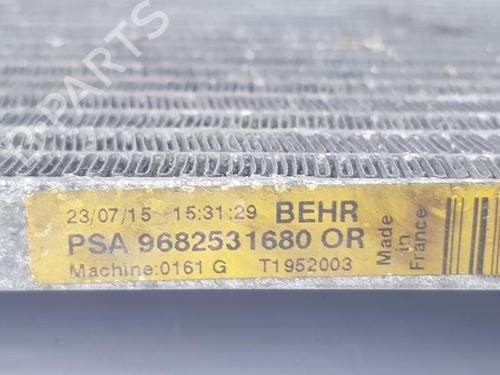 23/07/15 15:31:29 BEHR
PSA 9682531680 OR
Machine:0161 G T1952003
Made
in
France
B-PARTS